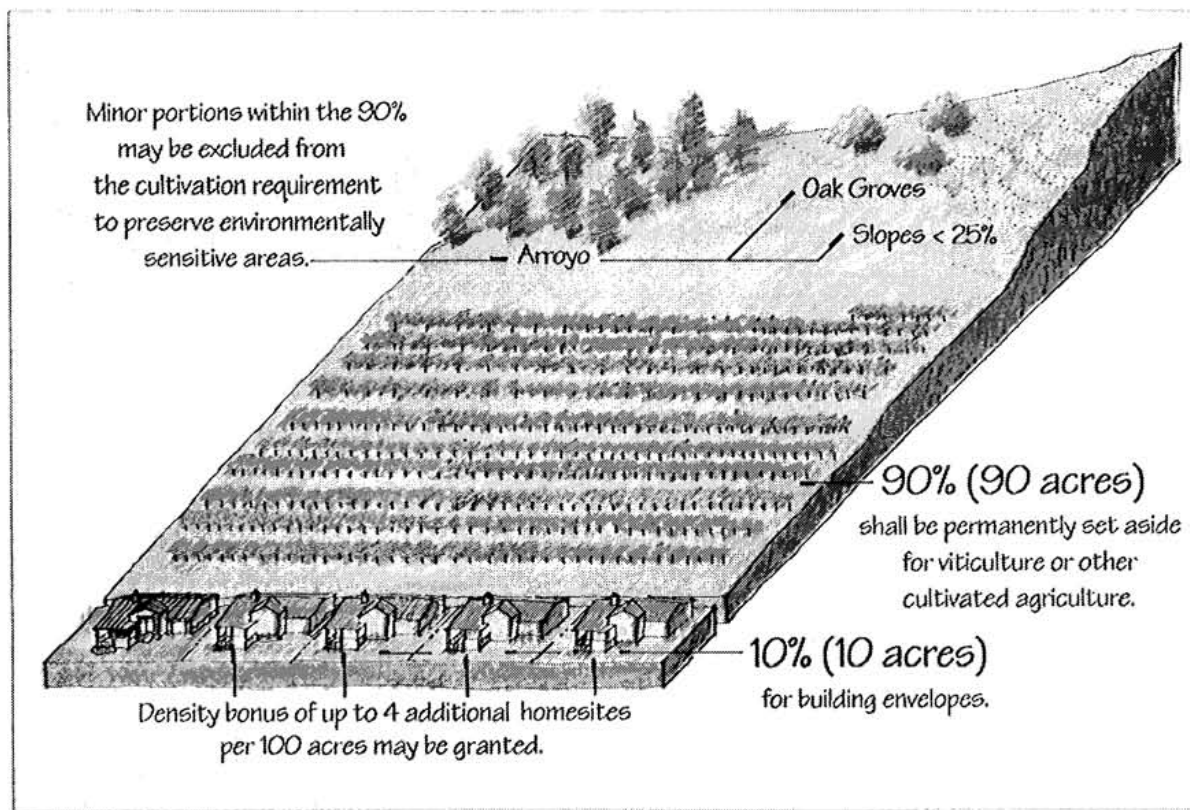 Minor portions within the 90%
may be excluded from
the cultivation requirement
to preserve environmentally
sensitive areas.
Arroyo
Oak Groves
Slopes < 25%
90% (90 acres)
shall be permanently set aside
for viticulture or other
cultivated agriculture.
10% (10 acres)
for building envelopes.
Density bonus of up to 4 additional homesites
per 100 acres may be granted.